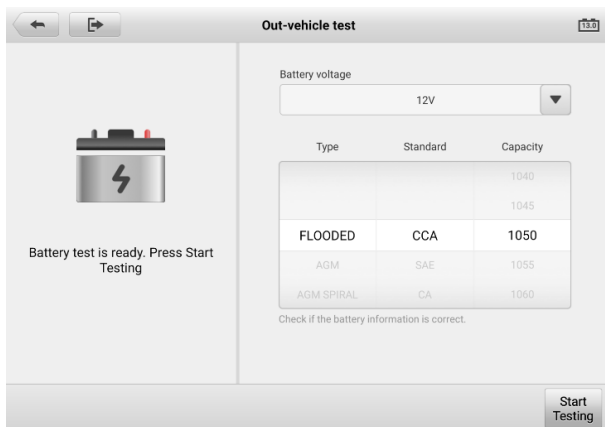 Out-vehicle test
13.0
Battery voltage
12V
Type Standard Capacity
1040
1045
FLOODED CCA 1050
AGM SAE 1055
AGM SPIRAL CA 1060
Check if the battery information is correct.
Battery test is ready. Press Start
Testing
Start
Testing